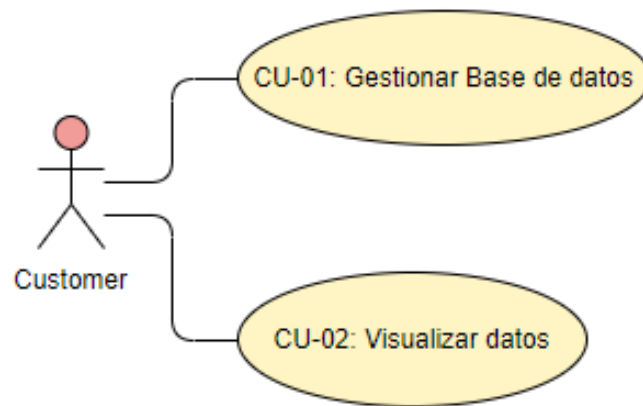 CU-01: Gestionar Base de datos
Customer
CU-02: Visualizar datos